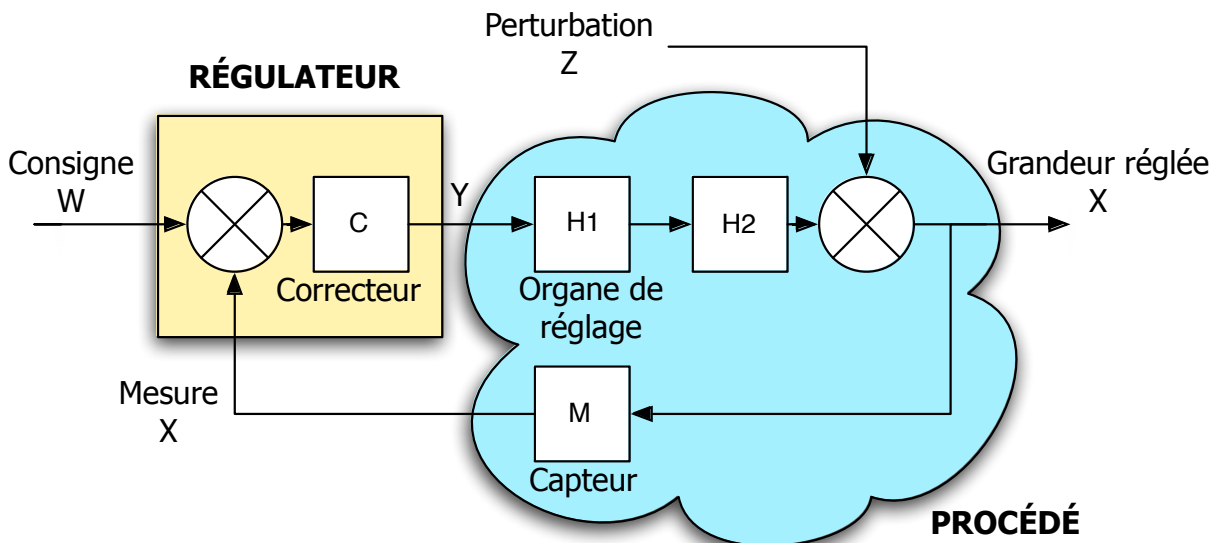 Perturbation
Z
RÉGULATEUR
Consigne
W
Grandeur réglée
X
Y
C
H1
H2
Correcteur
Organe de
réglage
Mesure
X
M
Capteur
PROCÉDÉ